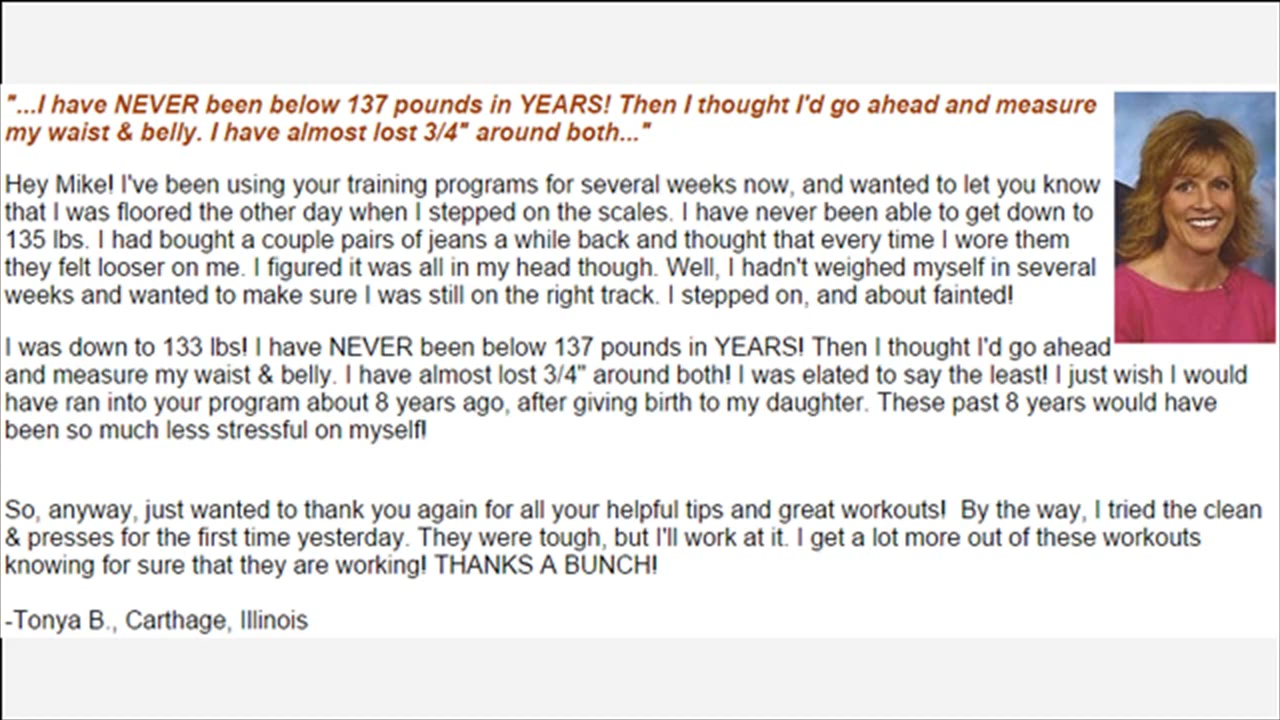 "...I have NEVER been below 137 pounds in YEARS! Then I thought I'd go ahead and measure
my waist & belly. I have almost lost 3/4" around both..."
Hey Mike! I've been using your training programs for several weeks now, and wanted to let you know
that I was floored the other day when I stepped on the scales. I have never been able to get down to
135 lbs. I had bought a couple pairs of jeans a while back and thought that every time I wore them
they felt looser on me. I figured it was all in my head though. Well, I hadn't weighed myself in several
weeks and wanted to make sure I was still on the right track. I stepped on, and about fainted!
I was down to 133 lbs! I have NEVER been below 137 pounds in YEARS! Then I thought I'd go ahead
and measure my waist & belly. I have almost lost 3/4" around both! I was elated to say the least! I just wish I would
have ran into your program about 8 years ago, after giving birth to my daughter. These past 8 years would have
been so much less stressful on myself!
So, anyway, just wanted to thank you again for all your helpful tips and great workouts!  By the way, I tried the clean
& presses for the first time yesterday. They were tough, but I'll work at it. I get a lot more out of these workouts
knowing for sure that they are working! THANKS A BUNCH!
-Tonya B., Carthage, Illinois